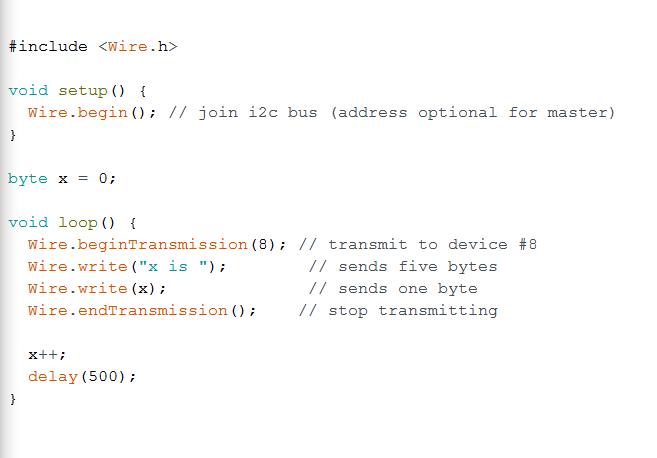 #include <Wire.h>
void setup() {
  Wire.begin(); // join i2c bus (address optional for master)
}
byte x = 0;
void loop() {
  Wire.beginTransmission(8); // transmit to device #8
  Wire.write("x is ");        // sends five bytes
  Wire.write(x);              // sends one byte
  Wire.endTransmission();    // stop transmitting
  x++;
  delay(500);
}